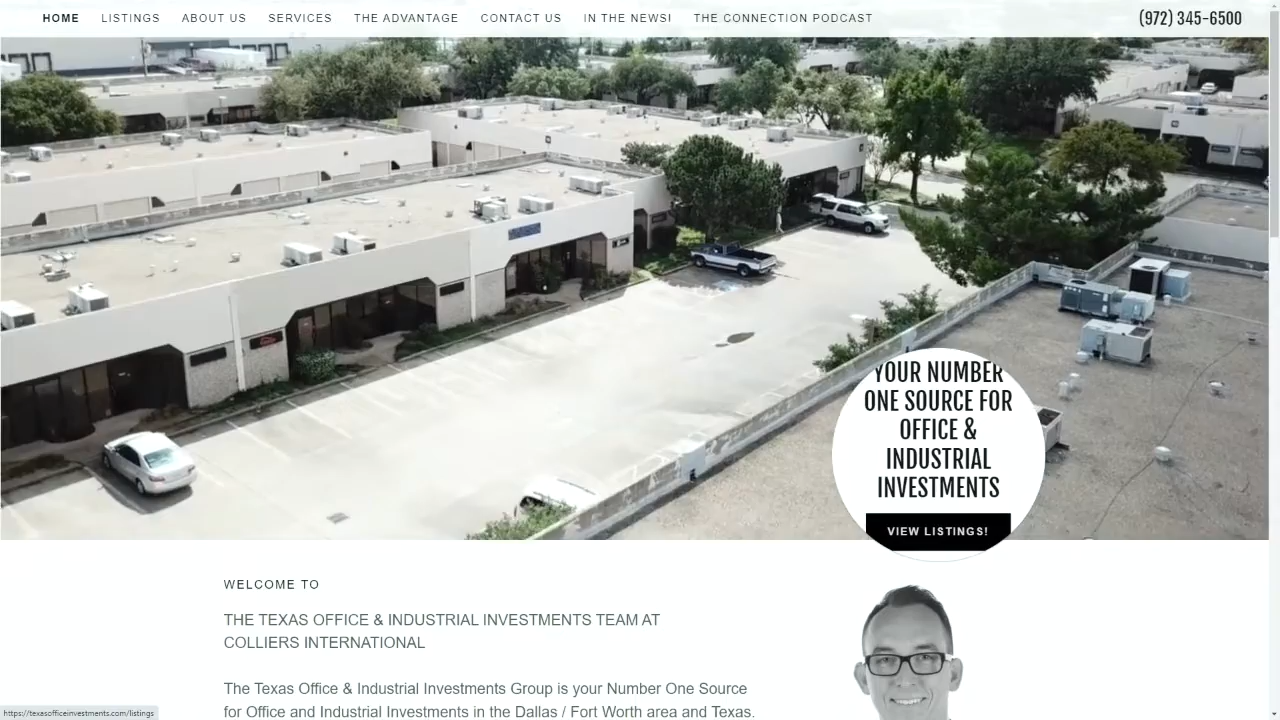 HOME LISTINGS ABOUT US SERVICES THE ADVANTAGE CONTACT US IN THE NEWS! THE CONNECTION PODCAST (972) 345-6500
YOUR NUMBER
ONE SOURCE FOR
OFFICE &
INDUSTRIAL
INVESTMENTS
VIEW LISTINGS!
WELCOME TO
THE TEXAS OFFICE & INDUSTRIAL INVESTMENTS TEAM AT
COLLIERS INTERNATIONAL
The Texas Office & Industrial Investments Group is your Number One Source
for Office and Industrial Investments in the Dallas / Fort Worth area and Texas.
https://texasofficeinvestments.com/listings